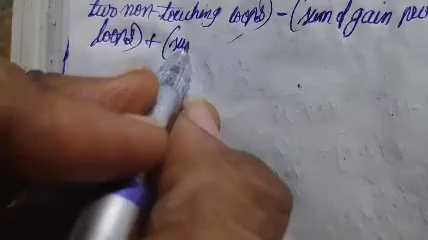 two non-touching loops) - (sum of gain pro
loops) + (su